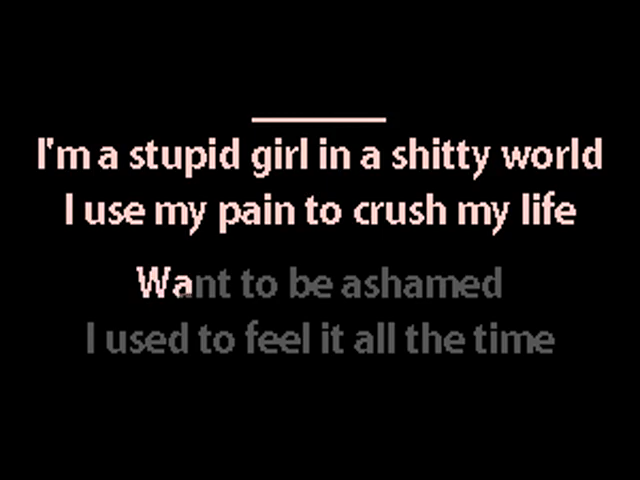 I'm a stupid girl in a shitty world
I use my pain to crush my life
Want to be ashamed
I used to feel it all the time